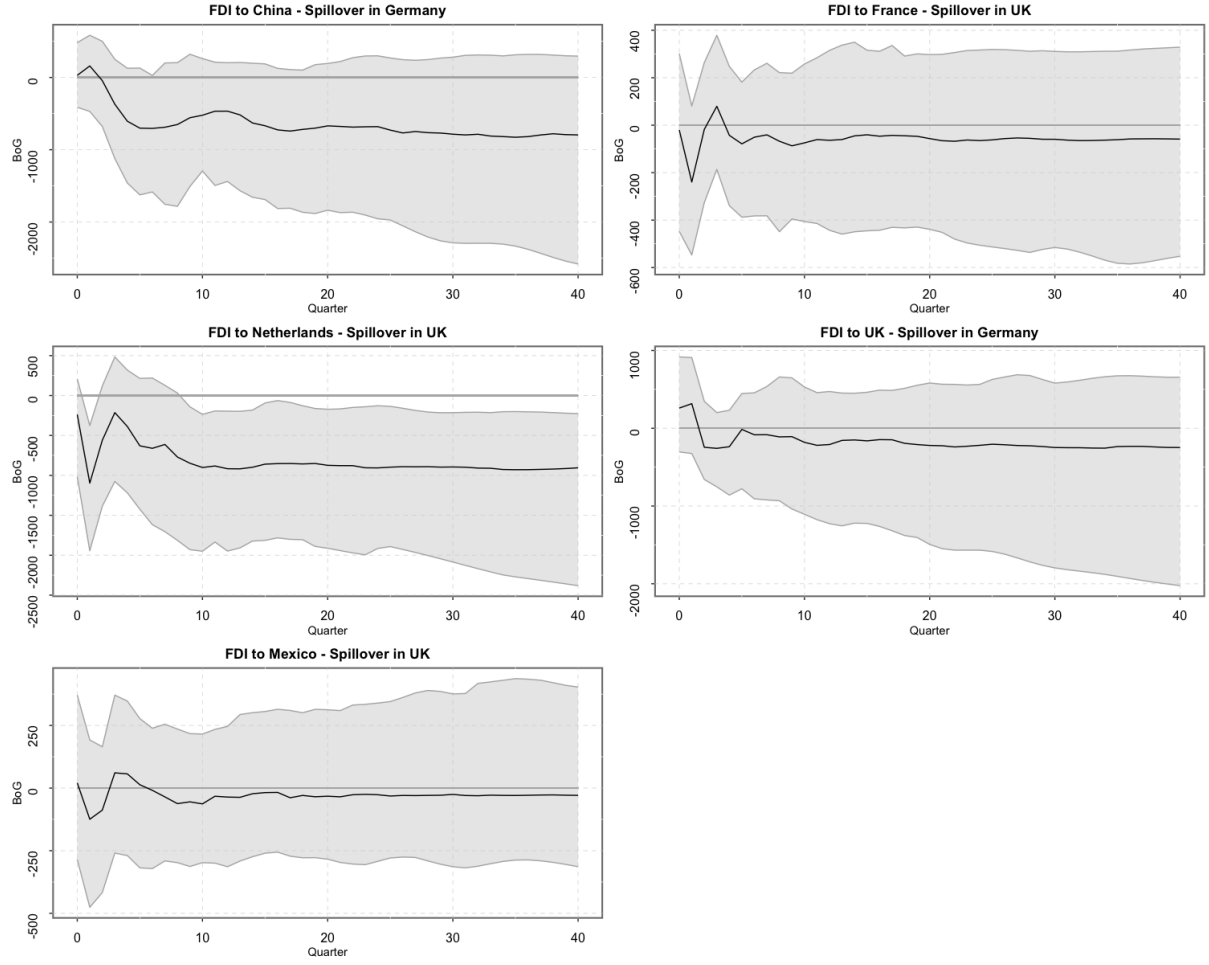 FDI to China - Spillover in Germany
0
-1000
-2000
BoG
0 10 20 30 40
Quarter
FDI to France - Spillover in UK
400
200
0
-200
-400
-600
BoG
0 10 20 30 40
Quarter
FDI to Netherlands - Spillover in UK
500
0
-500
-1000
-1500
-2000
-2500
BoG
0 10 20 30 40
Quarter
FDI to UK - Spillover in Germany
1000
0
-1000
-2000
BoG
0 10 20 30 40
Quarter
FDI to Mexico - Spillover in UK
250
0
-250
-500
BoG
0 10 20 30 40
Quarter